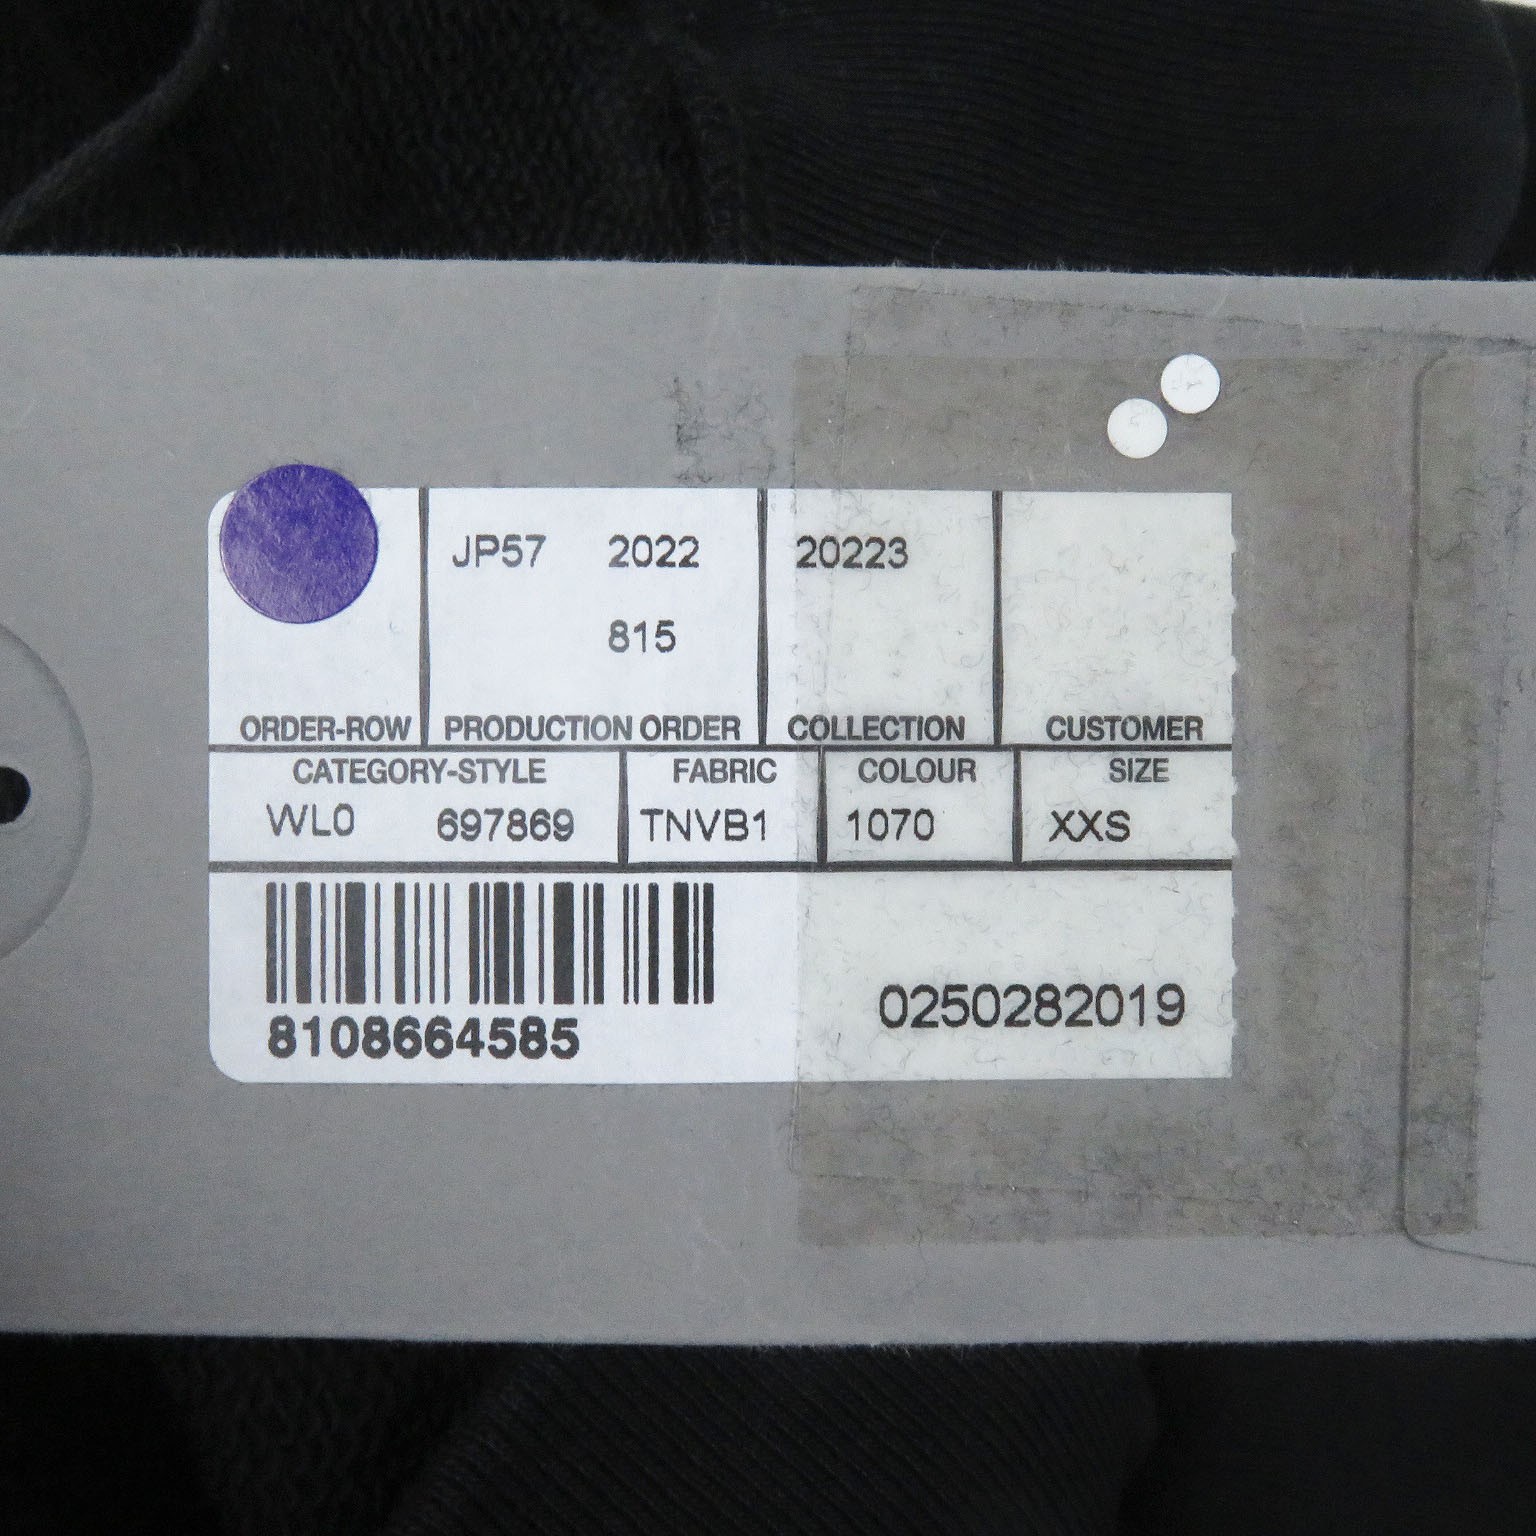 JP57 2022 20223
815
ORDER-ROW PRODUCTION ORDER COLLECTION CUSTOMER
CATEGORY-STYLE FABRIC COLOUR SIZE
WL0 697869 TNVB1 1070 XXS
0250282019
8108664585